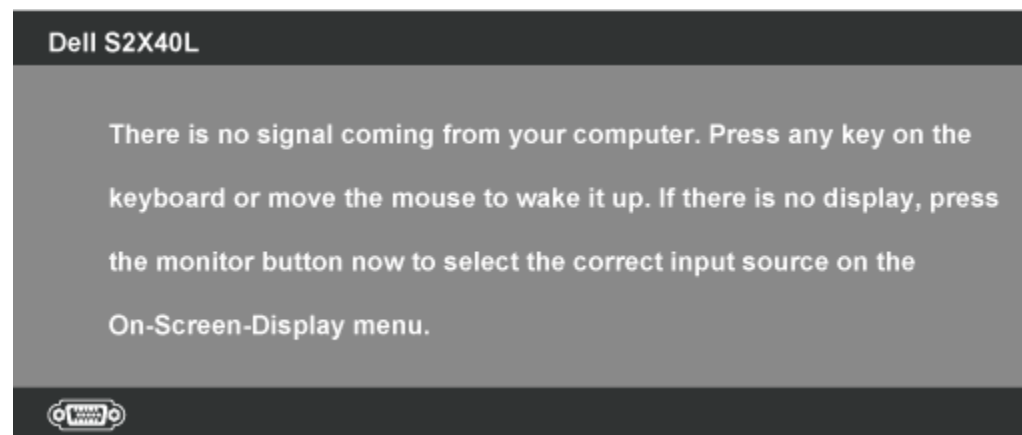 Dell S2X40L
There is no signal coming from your computer. Press any key on the
keyboard or move the mouse to wake it up. If there is no display, press
the monitor button now to select the correct input source on the
On-Screen-Display menu.